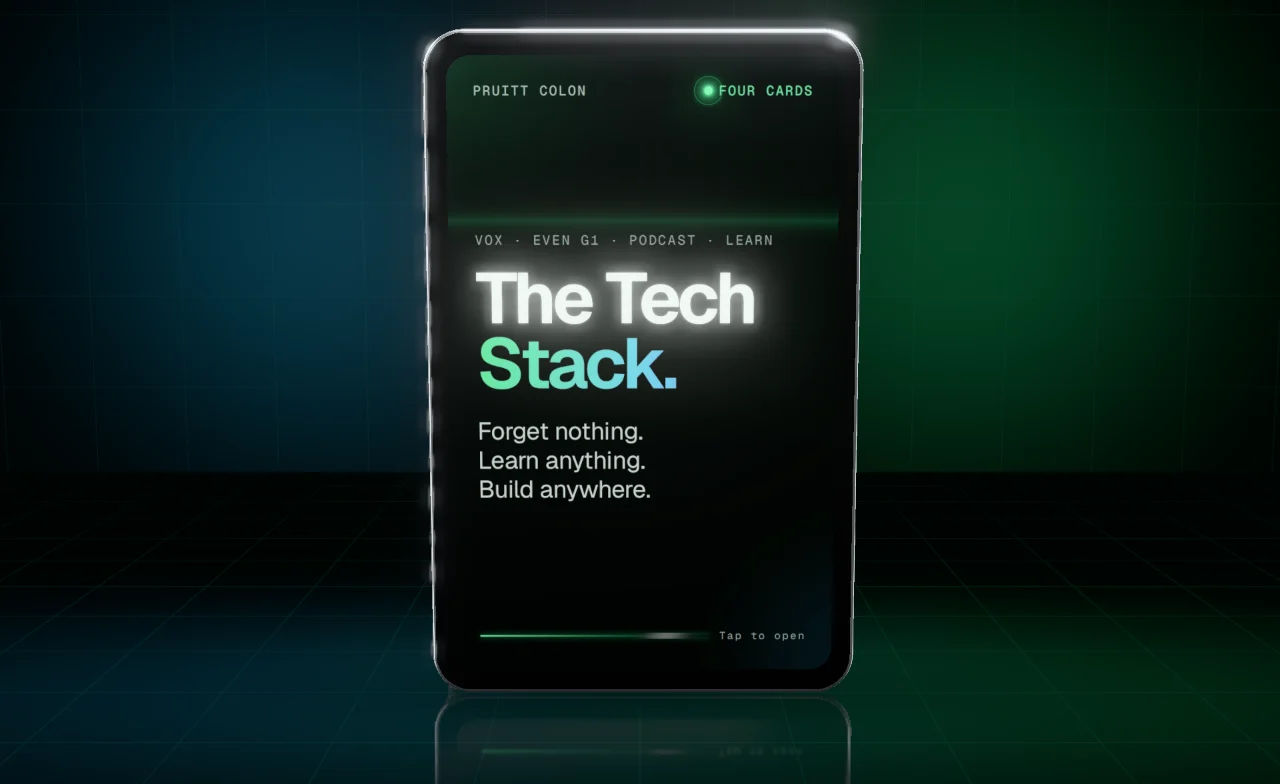 PRUITT COLON
FOUR CARDS
VOX · EVEN G1 · PODCAST · LEARN
The Tech
Stack.
Forget nothing.
Learn anything.
Build anywhere.
Tap to open